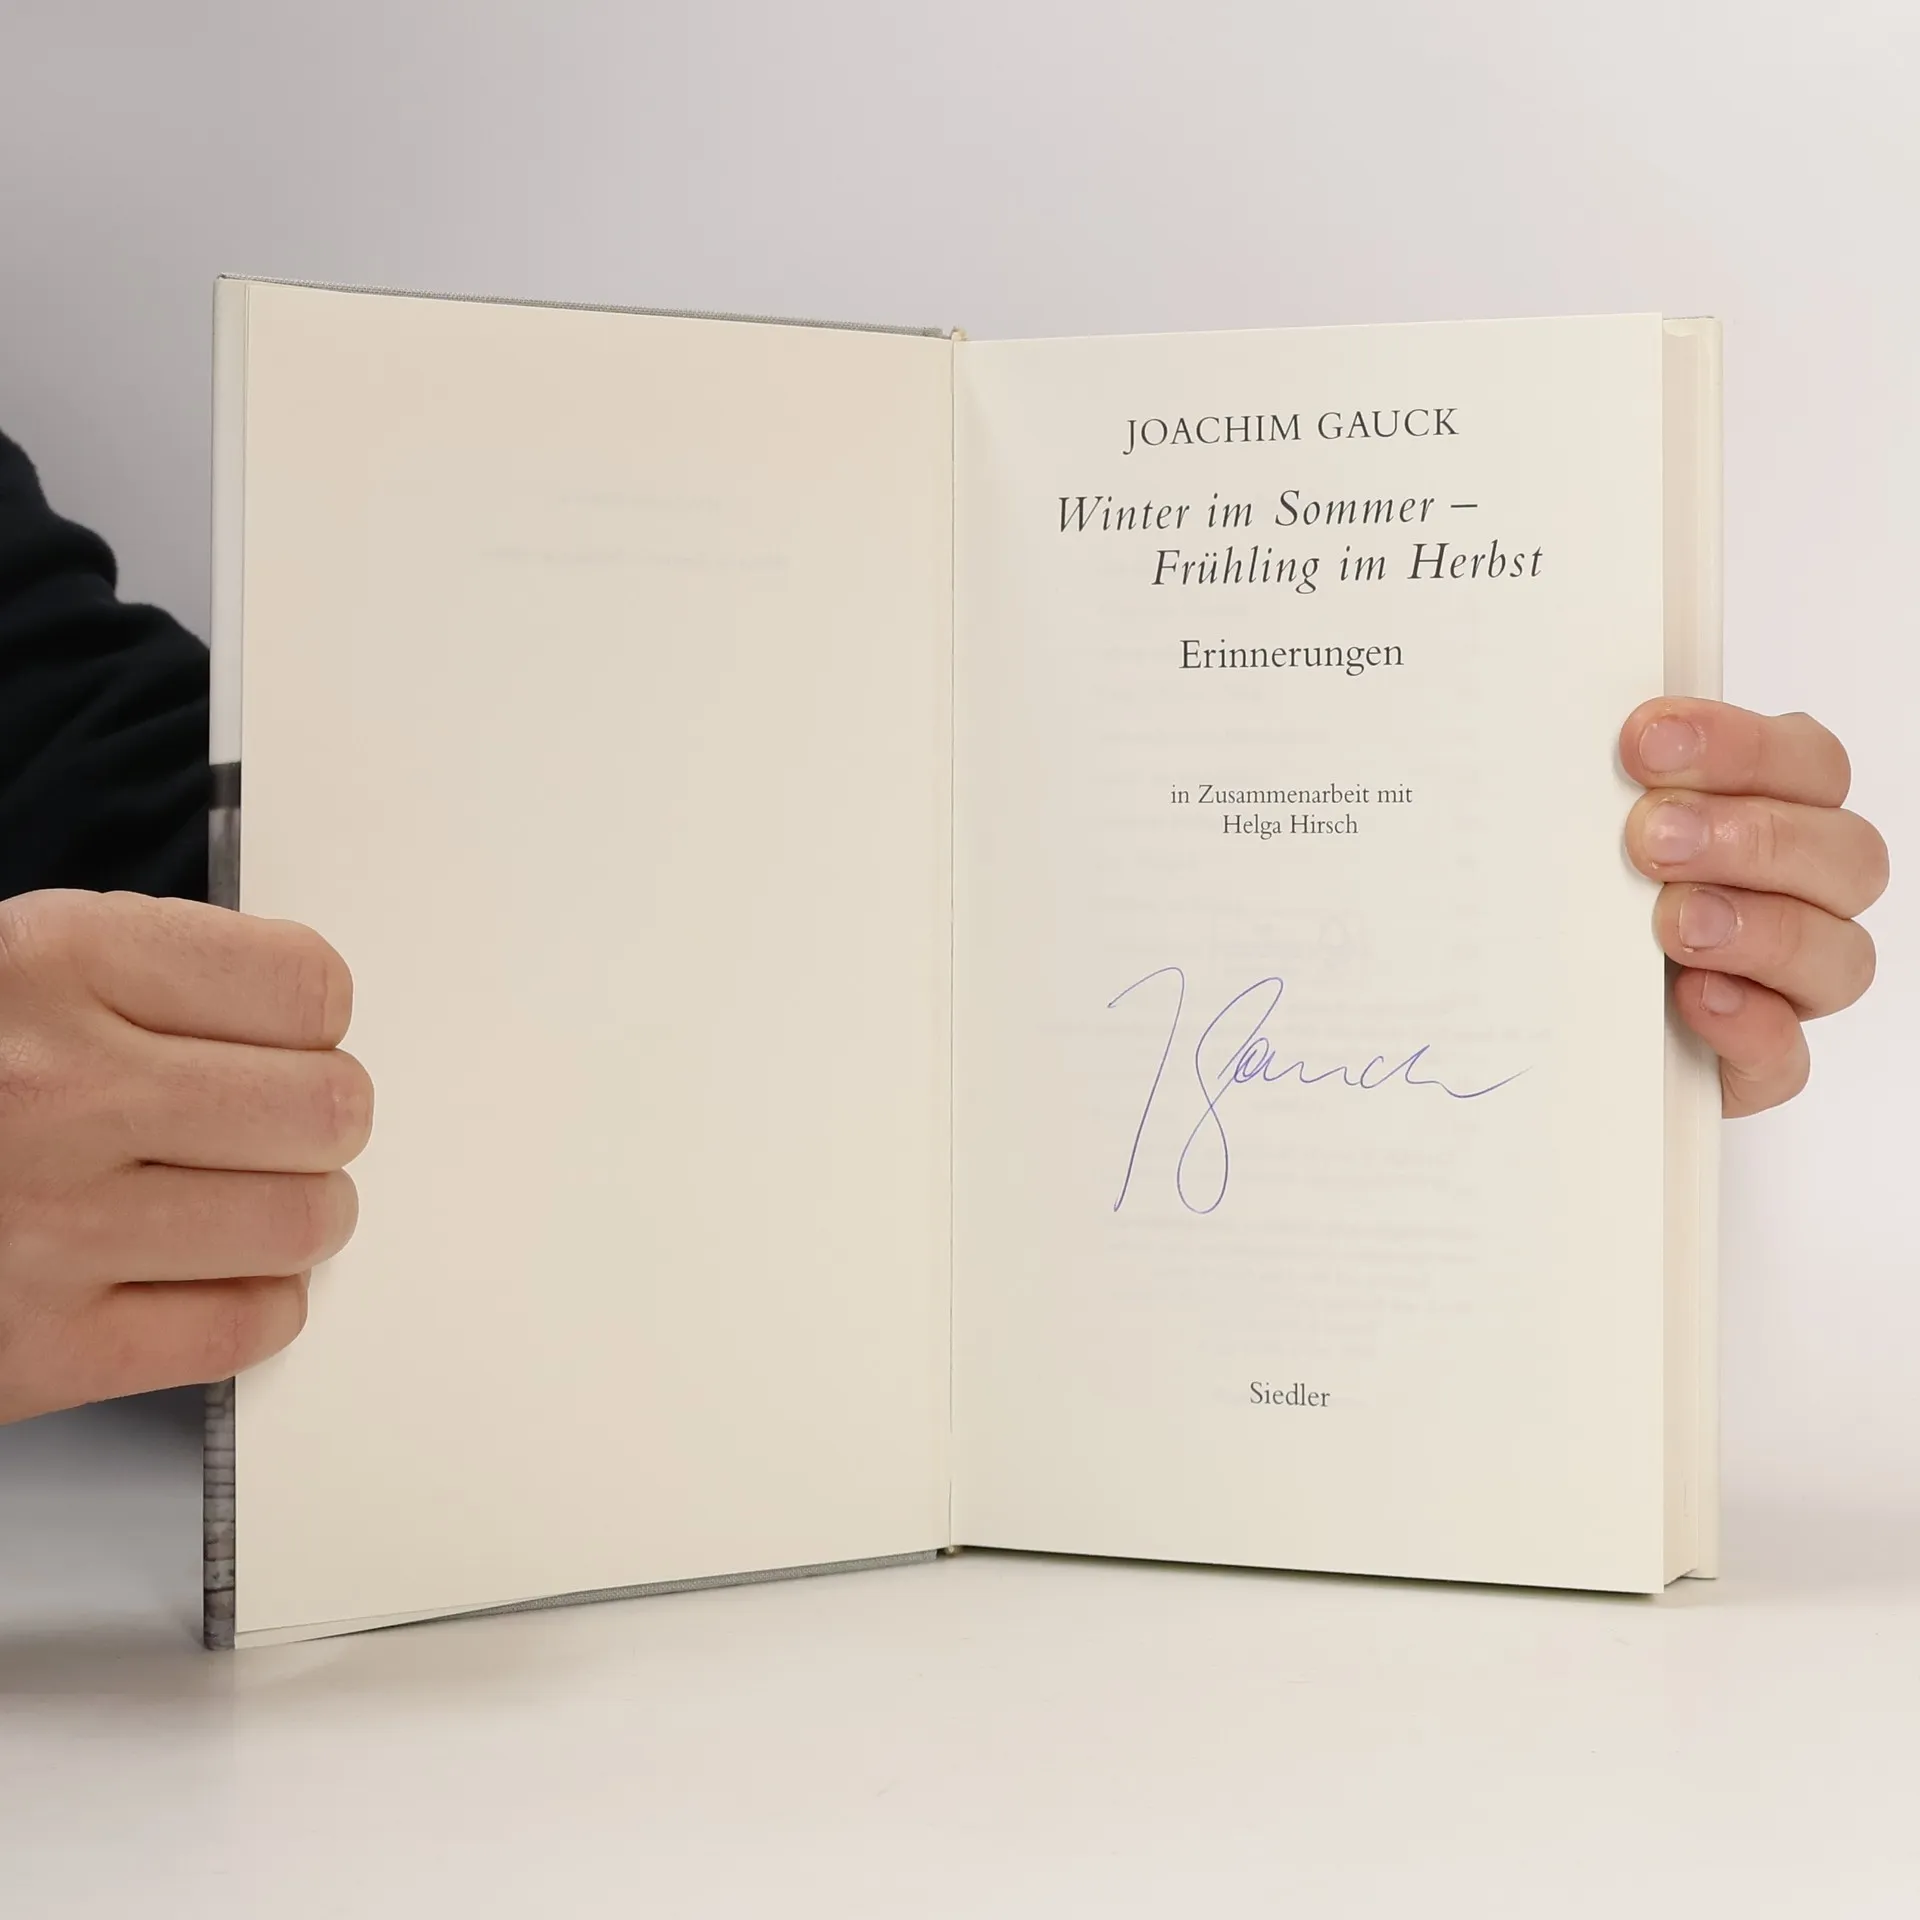 JOACHIM GAUCK
Winter im Sommer –
Frühling im Herbst
Erinnerungen
in Zusammenarbeit mit
Helga Hirsch
J Gauck
Siedler